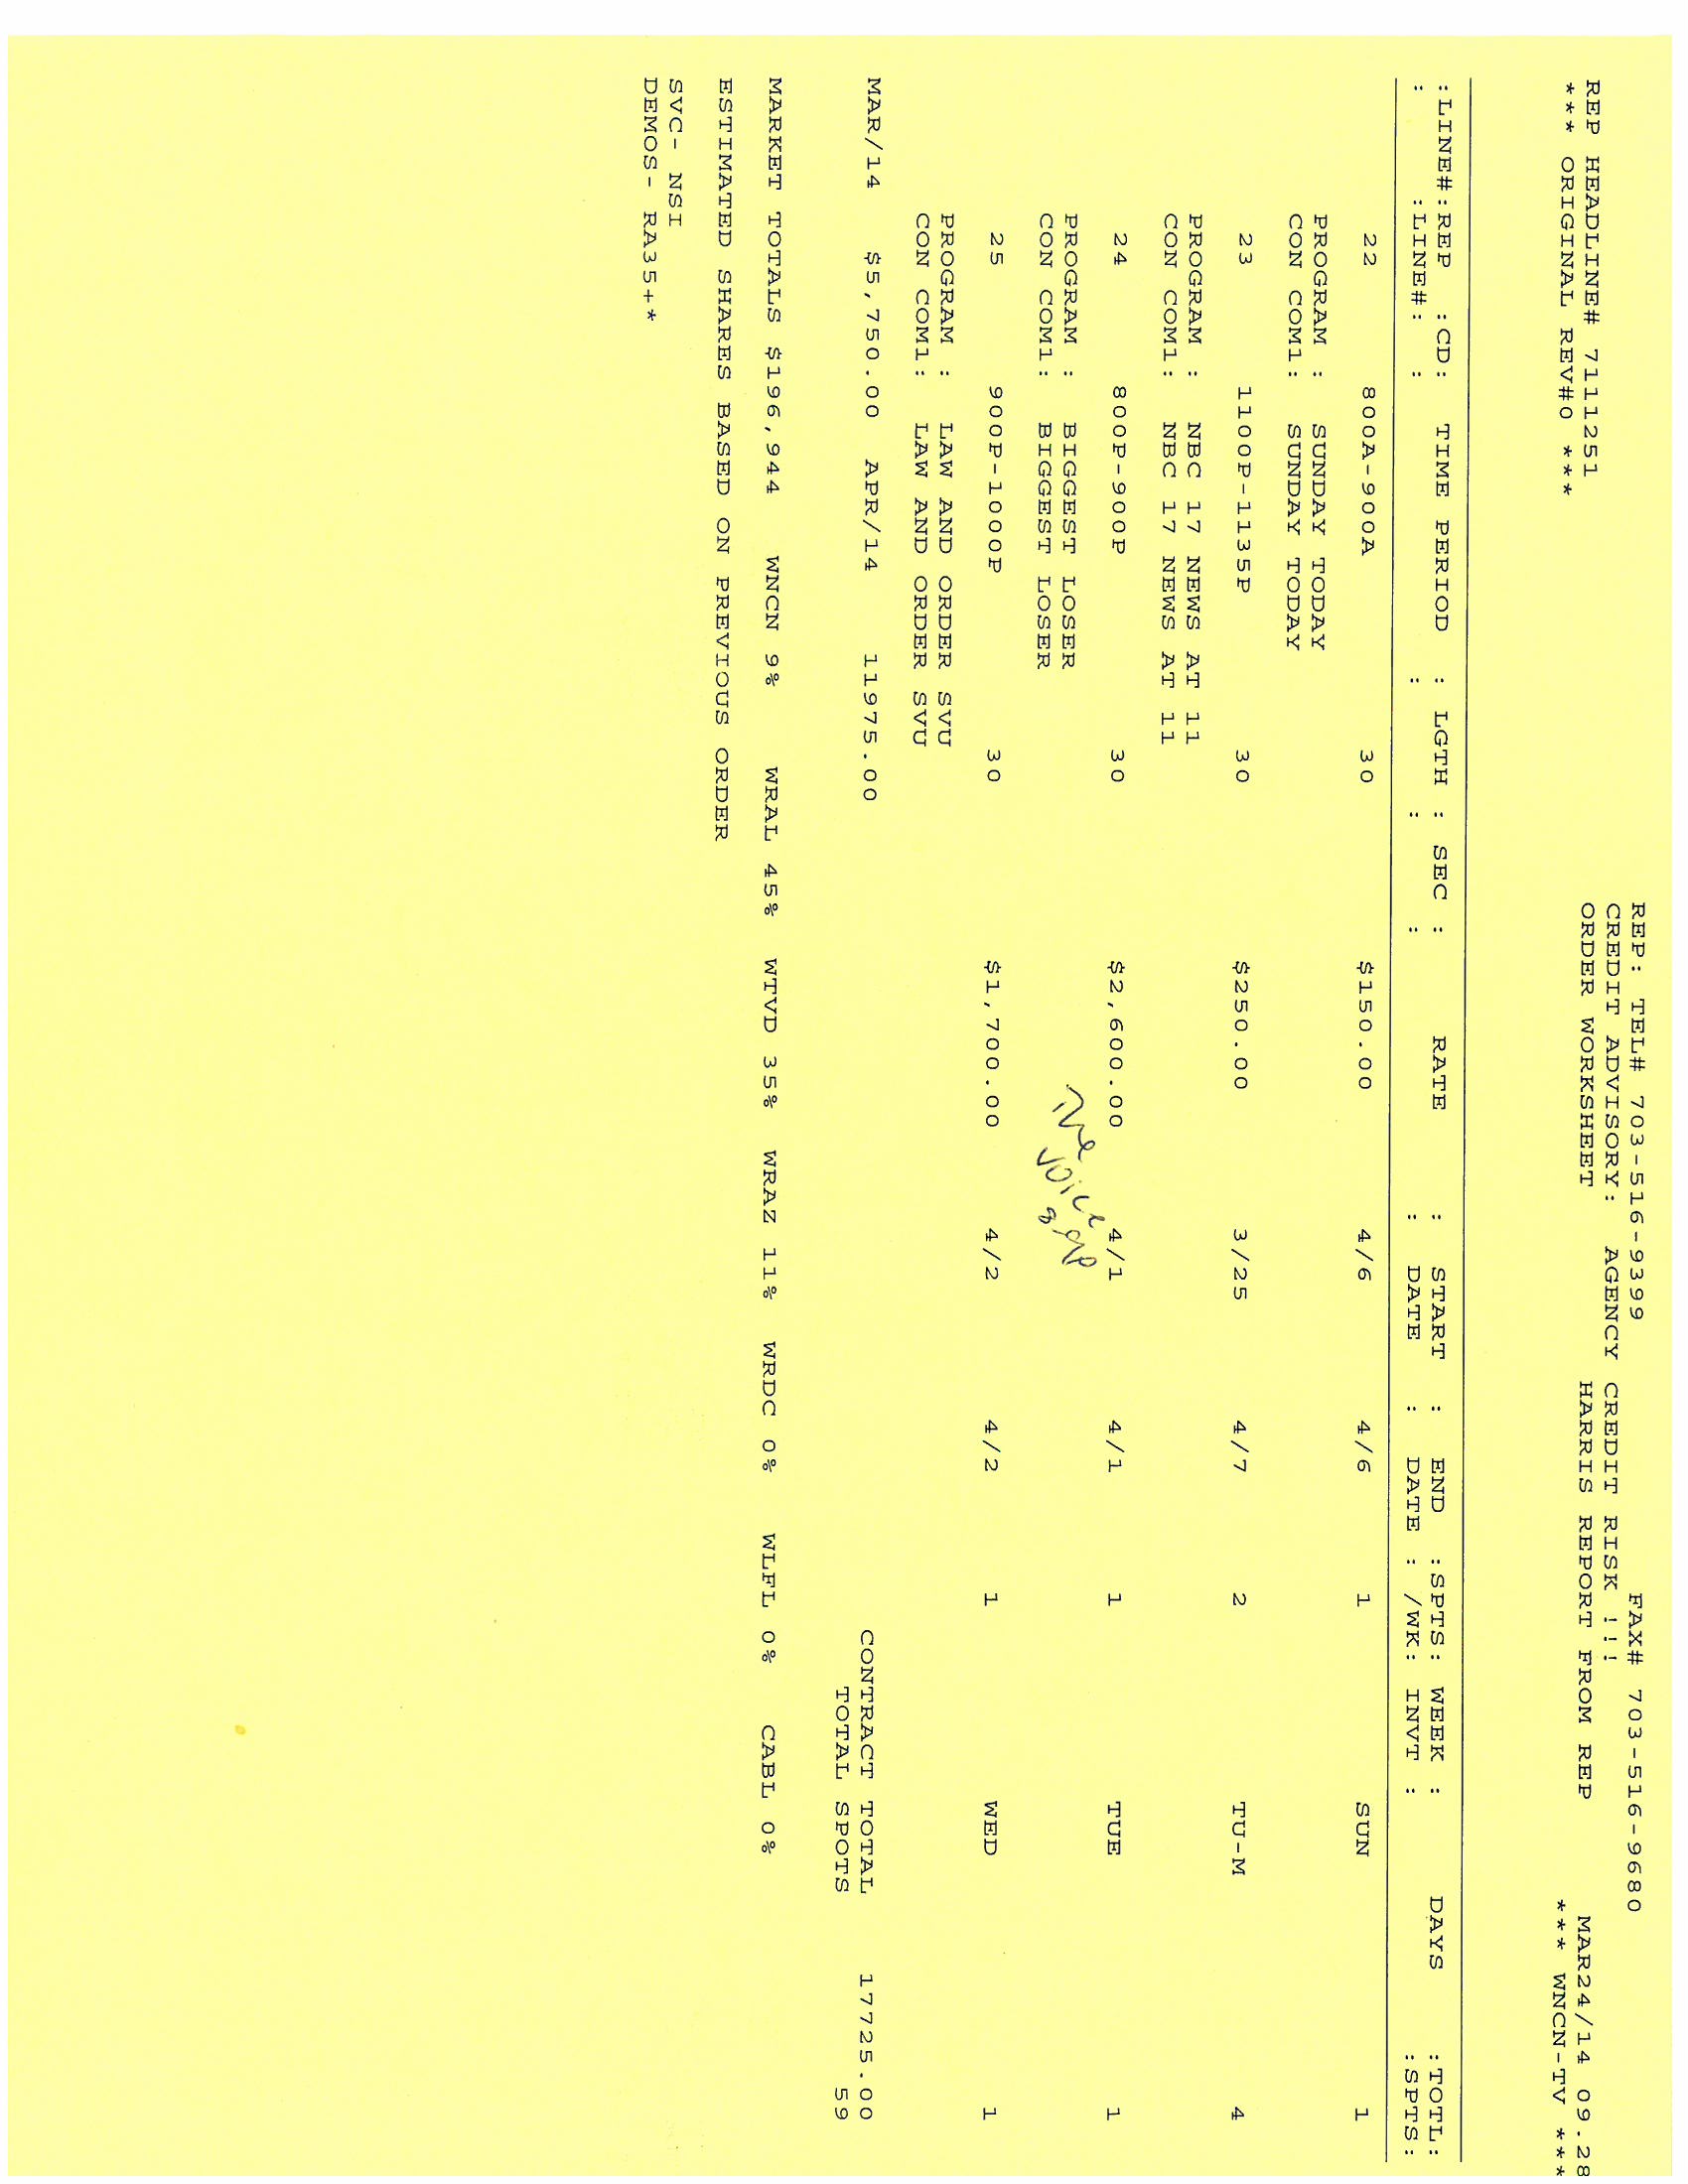 REP: TEL# 703-516-9399 FAX# 703-516-9680
CREDIT ADVISORY: AGENCY CREDIT RISK !!!
REP HEADLINE# 7111251 ORDER WORKSHEET HARRIS REPORT FROM REP MAR24/14 09.28
*** ORIGINAL REV#0 *** *** WNCN-TV ***
:LINE#:REP :CD: TIME PERIOD : LGTH : SEC : RATE : START : END :SPTS: WEEK : DAYS :TOTL:
: :LINE#: : : : : : DATE : DATE : /WK: INVT : :SPTS:
22 800A-900A 30 $150.00 4/6 4/6 1 SUN 1
PROGRAM : SUNDAY TODAY
CON COM1: SUNDAY TODAY
23 1100P-1135P 30 $250.00 3/25 4/7 2 TU-M 4
PROGRAM : NBC 17 NEWS AT 11
CON COM1: NBC 17 NEWS AT 11
24 800P-900P 30 $2,600.00 4/1 4/1 1 TUE 1
PROGRAM : BIGGEST LOSER
CON COM1: BIGGEST LOSER
The Voice
25 900P-1000P 30 $1,700.00 4/2 4/2 1 WED 1
PROGRAM : LAW AND ORDER SVU
CON COM1: LAW AND ORDER SVU
MAR/14 $5,750.00 APR/14 11975.00 CONTRACT TOTAL 17725.00
TOTAL SPOTS 59
MARKET TOTALS $196,944 WNCN 9% WRAL 45% WTVD 35% WRAZ 11% WRDC 0% WLFL 0% CABL 0%
ESTIMATED SHARES BASED ON PREVIOUS ORDER
SVC- NSI
DEMOS- RA35+*